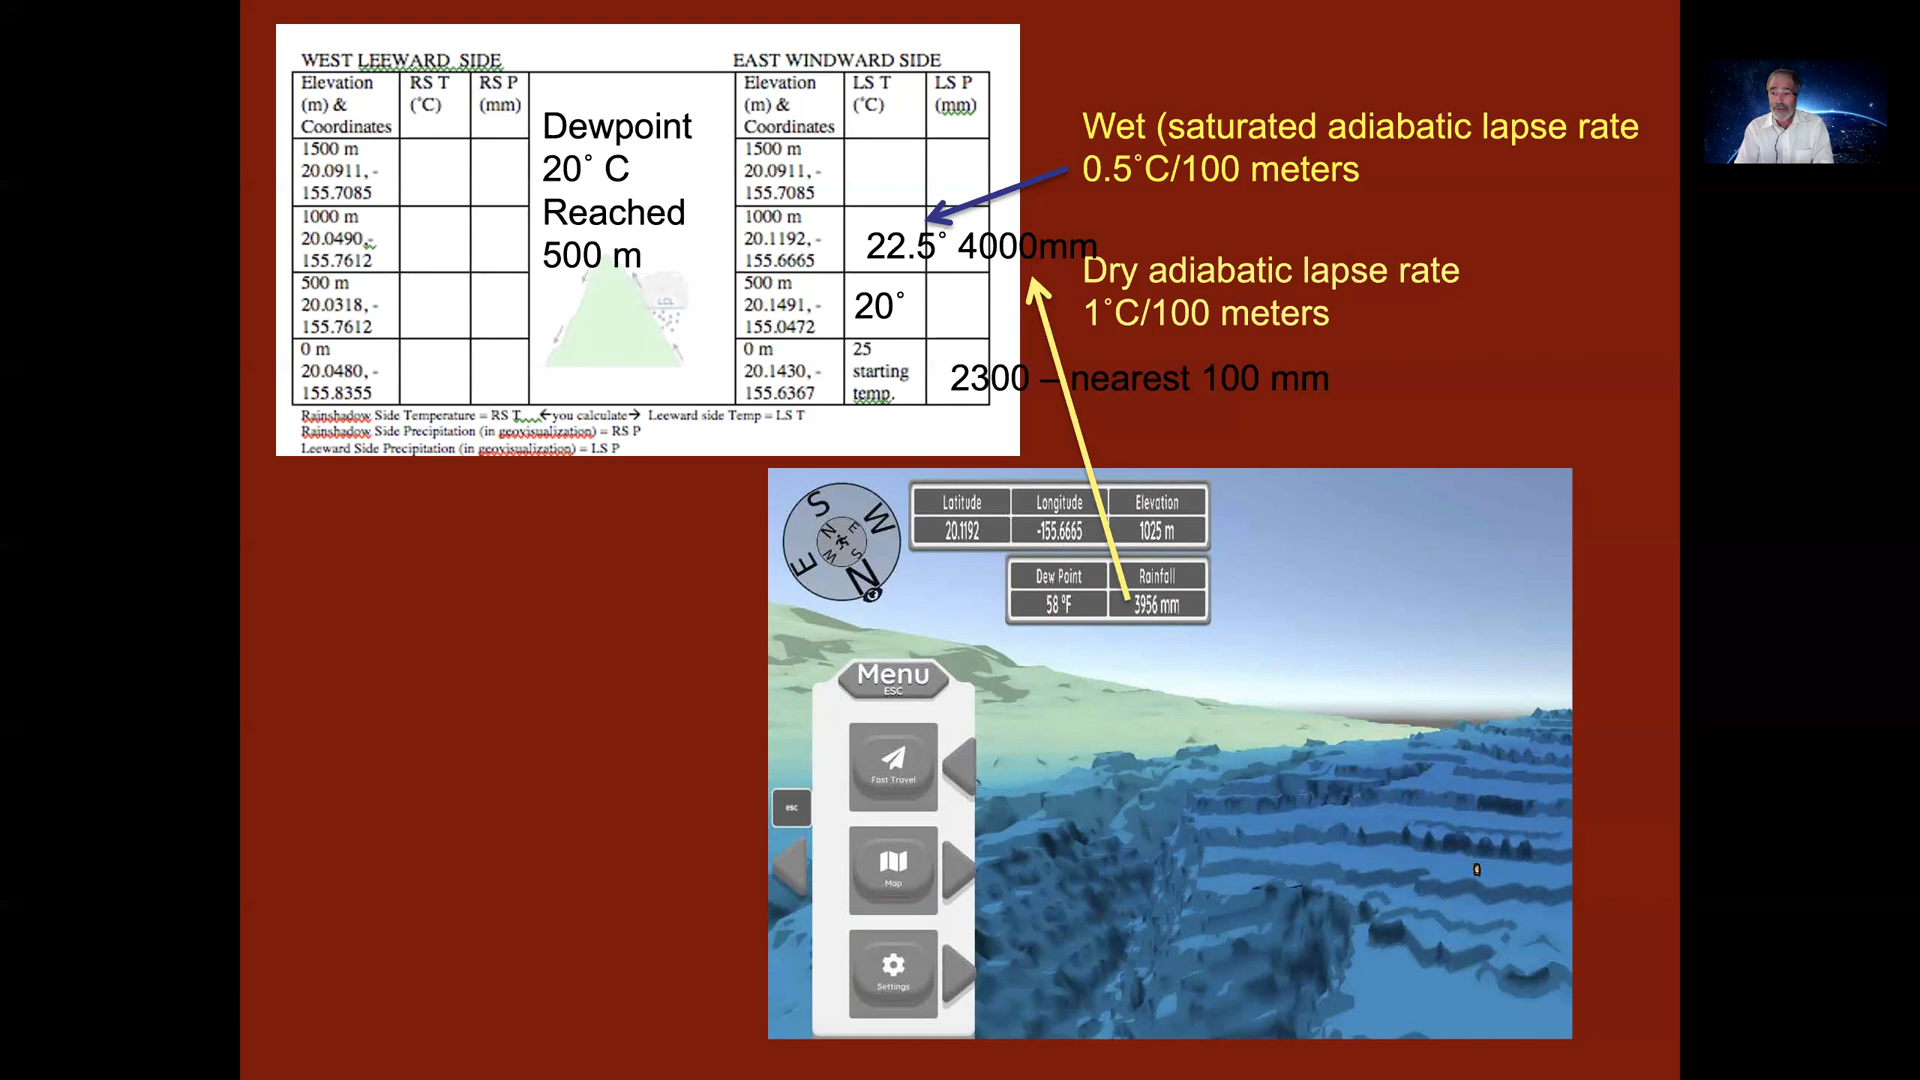 WEST LEEWARD SIDE
EAST WINDWARD SIDE
Elevation (m) & Coordinates
RS T (˚C)
RS P (mm)
Elevation (m) & Coordinates
LS T (˚C)
LS P (mm)
1500 m
20.0911, -
155.7085
1000 m
20.0490,-
155.7612
500 m
20.0318, -
155.7612
0 m
20.0480, -
155.8355
Dewpoint
20˚ C
Reached
500 m
LCL
1500 m
20.0911, -
155.7085
1000 m
20.1192, -
155.6665
22.5˚ 4000mm
500 m
20.1491, -
155.0472
20˚
0 m
20.1430, -
155.6367
25
starting
temp.
2300 – nearest 100 mm
Rainshadow Side Temperature = RS T ←you calculate→ Leeward side Temp = LS T
Rainshadow Side Precipitation (in geovisualization) = RS P
Leeward Side Precipitation (in geovisualization) = LS P
Wet (saturated adiabatic lapse rate
0.5˚C/100 meters
Dry adiabatic lapse rate
1˚C/100 meters
S
W
E
N
N
E
W
S
Latitude
Longitude
Elevation
20.1192
-155.6665
1025 m
Dew Point
Rainfall
58 °F
3956 mm
Menu
ESC
Fast Travel
esc
Map
Settings